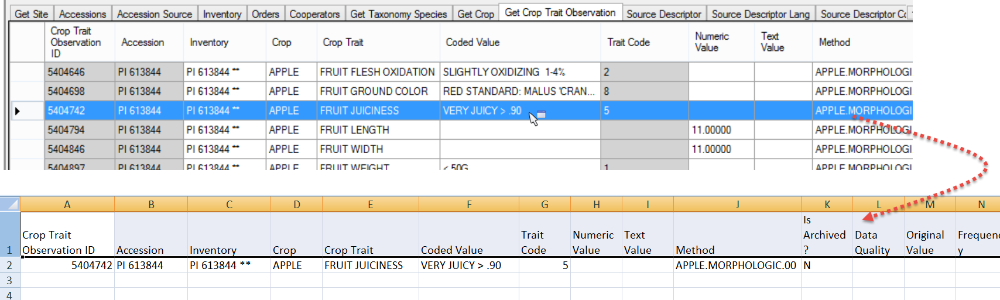 Get Site Accessions Accession Source Inventory Orders Cooperators Get Taxonomy Species Get Crop Get Crop Trait Observation Source Descriptor Source Descriptor Lang Source Descriptor Co
Crop Trait Observation ID Accession Inventory Crop Crop Trait Coded Value Trait Code Numeric Value Text Value Method
5404646 PI 613844 PI 613844 ** APPLE FRUIT FLESH OXIDATION SLIGHTLY OXIDIZING 1-4% 2 APPLE.MORPHOLOGI
5404698 PI 613844 PI 613844 ** APPLE FRUIT GROUND COLOR RED STANDARD: MALUS 'CRAN... 8 APPLE.MORPHOLOGI
5404742 PI 613844 PI 613844 ** APPLE FRUIT JUICINESS VERY JUICY > .90 5 APPLE.MORPHOLOGI
5404794 PI 613844 PI 613844 ** APPLE FRUIT LENGTH 11.00000 APPLE.MORPHOLOGI
5404846 PI 613844 PI 613844 ** APPLE FRUIT WIDTH 11.00000 APPLE.MORPHOLOGI
5404897 PI 613844 PI 613844 ** APPLE FRUIT WEIGHT < 50G 1 APPLE.MORPHOLOGI
A B C D E F G H I J K L M N
1 Crop Trait Observation ID Accession Inventory Crop Crop Trait Coded Value Trait Code Numeric Value Text Value Method Is Archived ? Data Quality Original Value Frequency
2 5404742 PI 613844 PI 613844 ** APPLE FRUIT JUICINESS VERY JUICY > .90 5 APPLE.MORPHOLOGIC.00 N
3
4